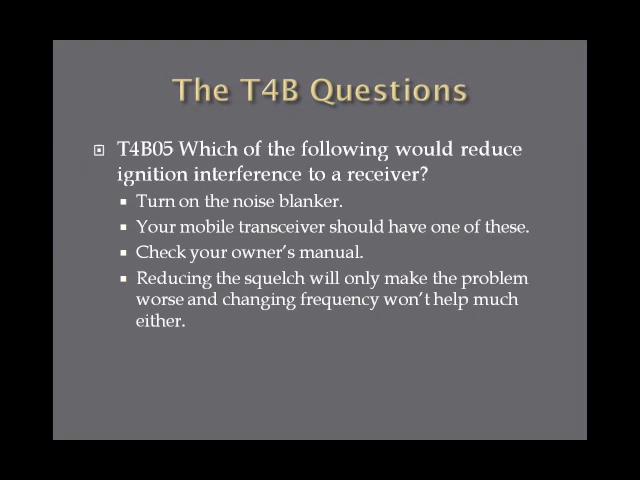 The T4B Questions
T4B05 Which of the following would reduce
ignition interference to a receiver?
Turn on the noise blanker.
Your mobile transceiver should have one of these.
Check your owner's manual.
Reducing the squelch will only make the problem
worse and changing frequency won't help much
either.